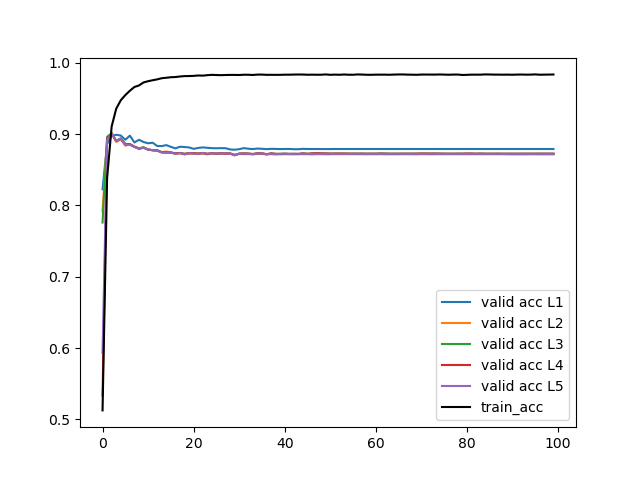 1.0
0.9
0.8
0.7
0.6
0.5
0
20
40
60
80
100
valid acc L1
valid acc L2
valid acc L3
valid acc L4
valid acc L5
train_acc